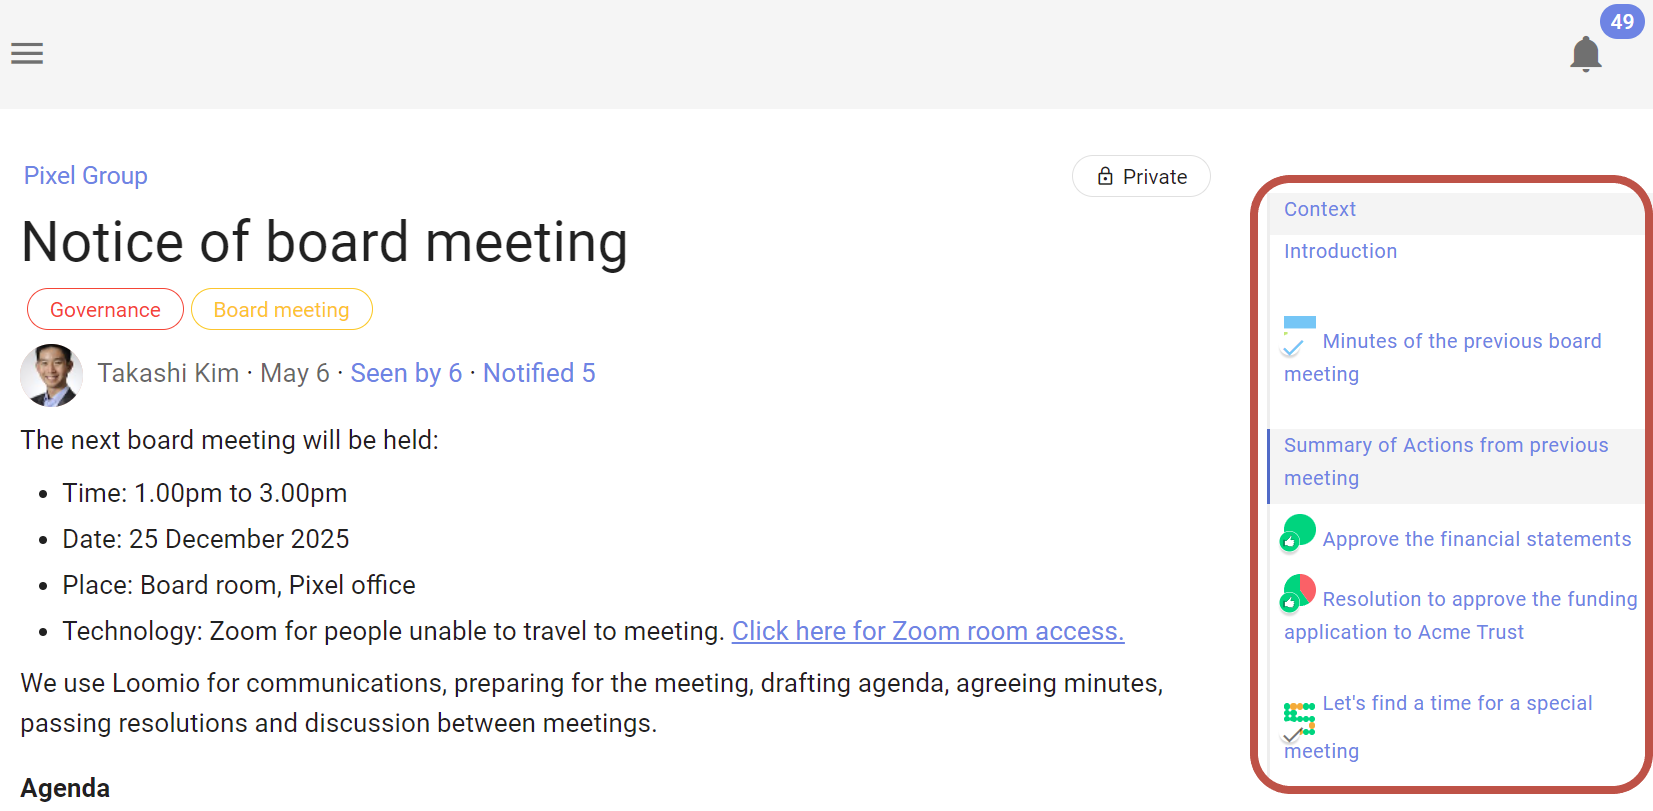 49
Pixel Group
Private
Notice of board meeting
Governance
Board meeting
Takashi Kim · May 6 · Seen by 6 · Notified 5
The next board meeting will be held:
• Time: 1.00pm to 3.00pm
• Date: 25 December 2025
• Place: Board room, Pixel office
• Technology: Zoom for people unable to travel to meeting. Click here for Zoom room access.
We use Loomio for communications, preparing for the meeting, drafting agenda, agreeing minutes,
passing resolutions and discussion between meetings.
Agenda
Context
Introduction
Minutes of the previous board
meeting
Summary of Actions from previous
meeting
Approve the financial statements
Resolution to approve the funding
application to Acme Trust
Let's find a time for a special
meeting